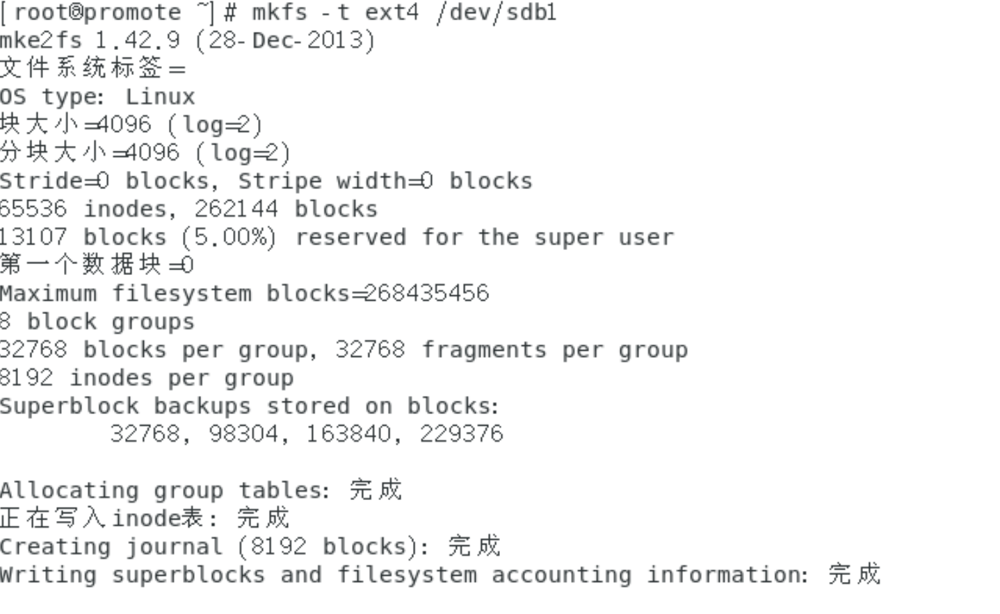 [root@promote ~]# mkfs -t ext4 /dev/sdb1
mke2fs 1.42.9 (28-Dec-2013)
文件系统标签=
OS type: Linux
块大小=4096 (log=2)
分块大小=4096 (log=2)
Stride=0 blocks, Stripe width=0 blocks
65536 inodes, 262144 blocks
13107 blocks (5.00%) reserved for the super user
第一个数据块=0
Maximum filesystem blocks=268435456
8 block groups
32768 blocks per group, 32768 fragments per group
8192 inodes per group
Superblock backups stored on blocks:
32768, 98304, 163840, 229376
Allocating group tables: 完成
正在写入inode表: 完成
Creating journal (8192 blocks): 完成
Writing superblocks and filesystem accounting information: 完成